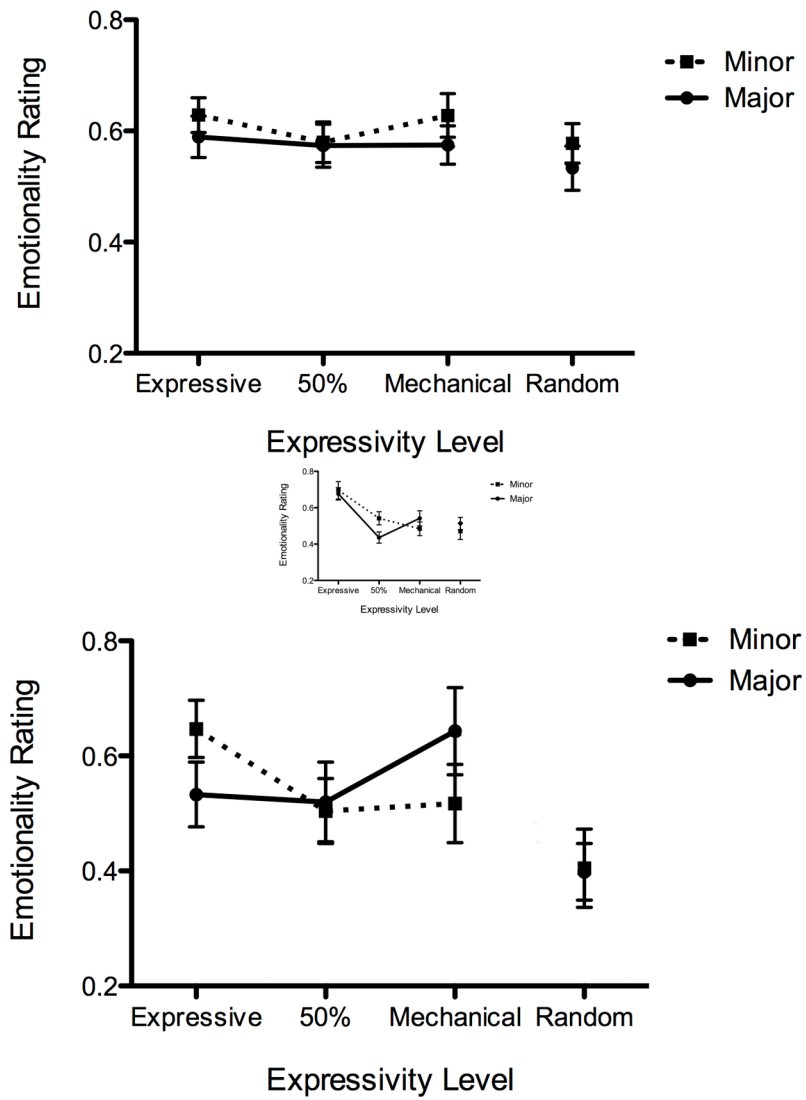 0.8
Minor
Major
0.6
0.4
0.2
Emotionality Rating
Expressive 50% Mechanical Random
Expressivity Level
0.8
Minor
Major
0.6
0.4
0.2
Emotionality Rating
Expressive 50% Mechanical Random
Expressivity Level
0.8
Minor
Major
0.6
0.4
0.2
Emotionality Rating
Expressive 50% Mechanical Random
Expressivity Level